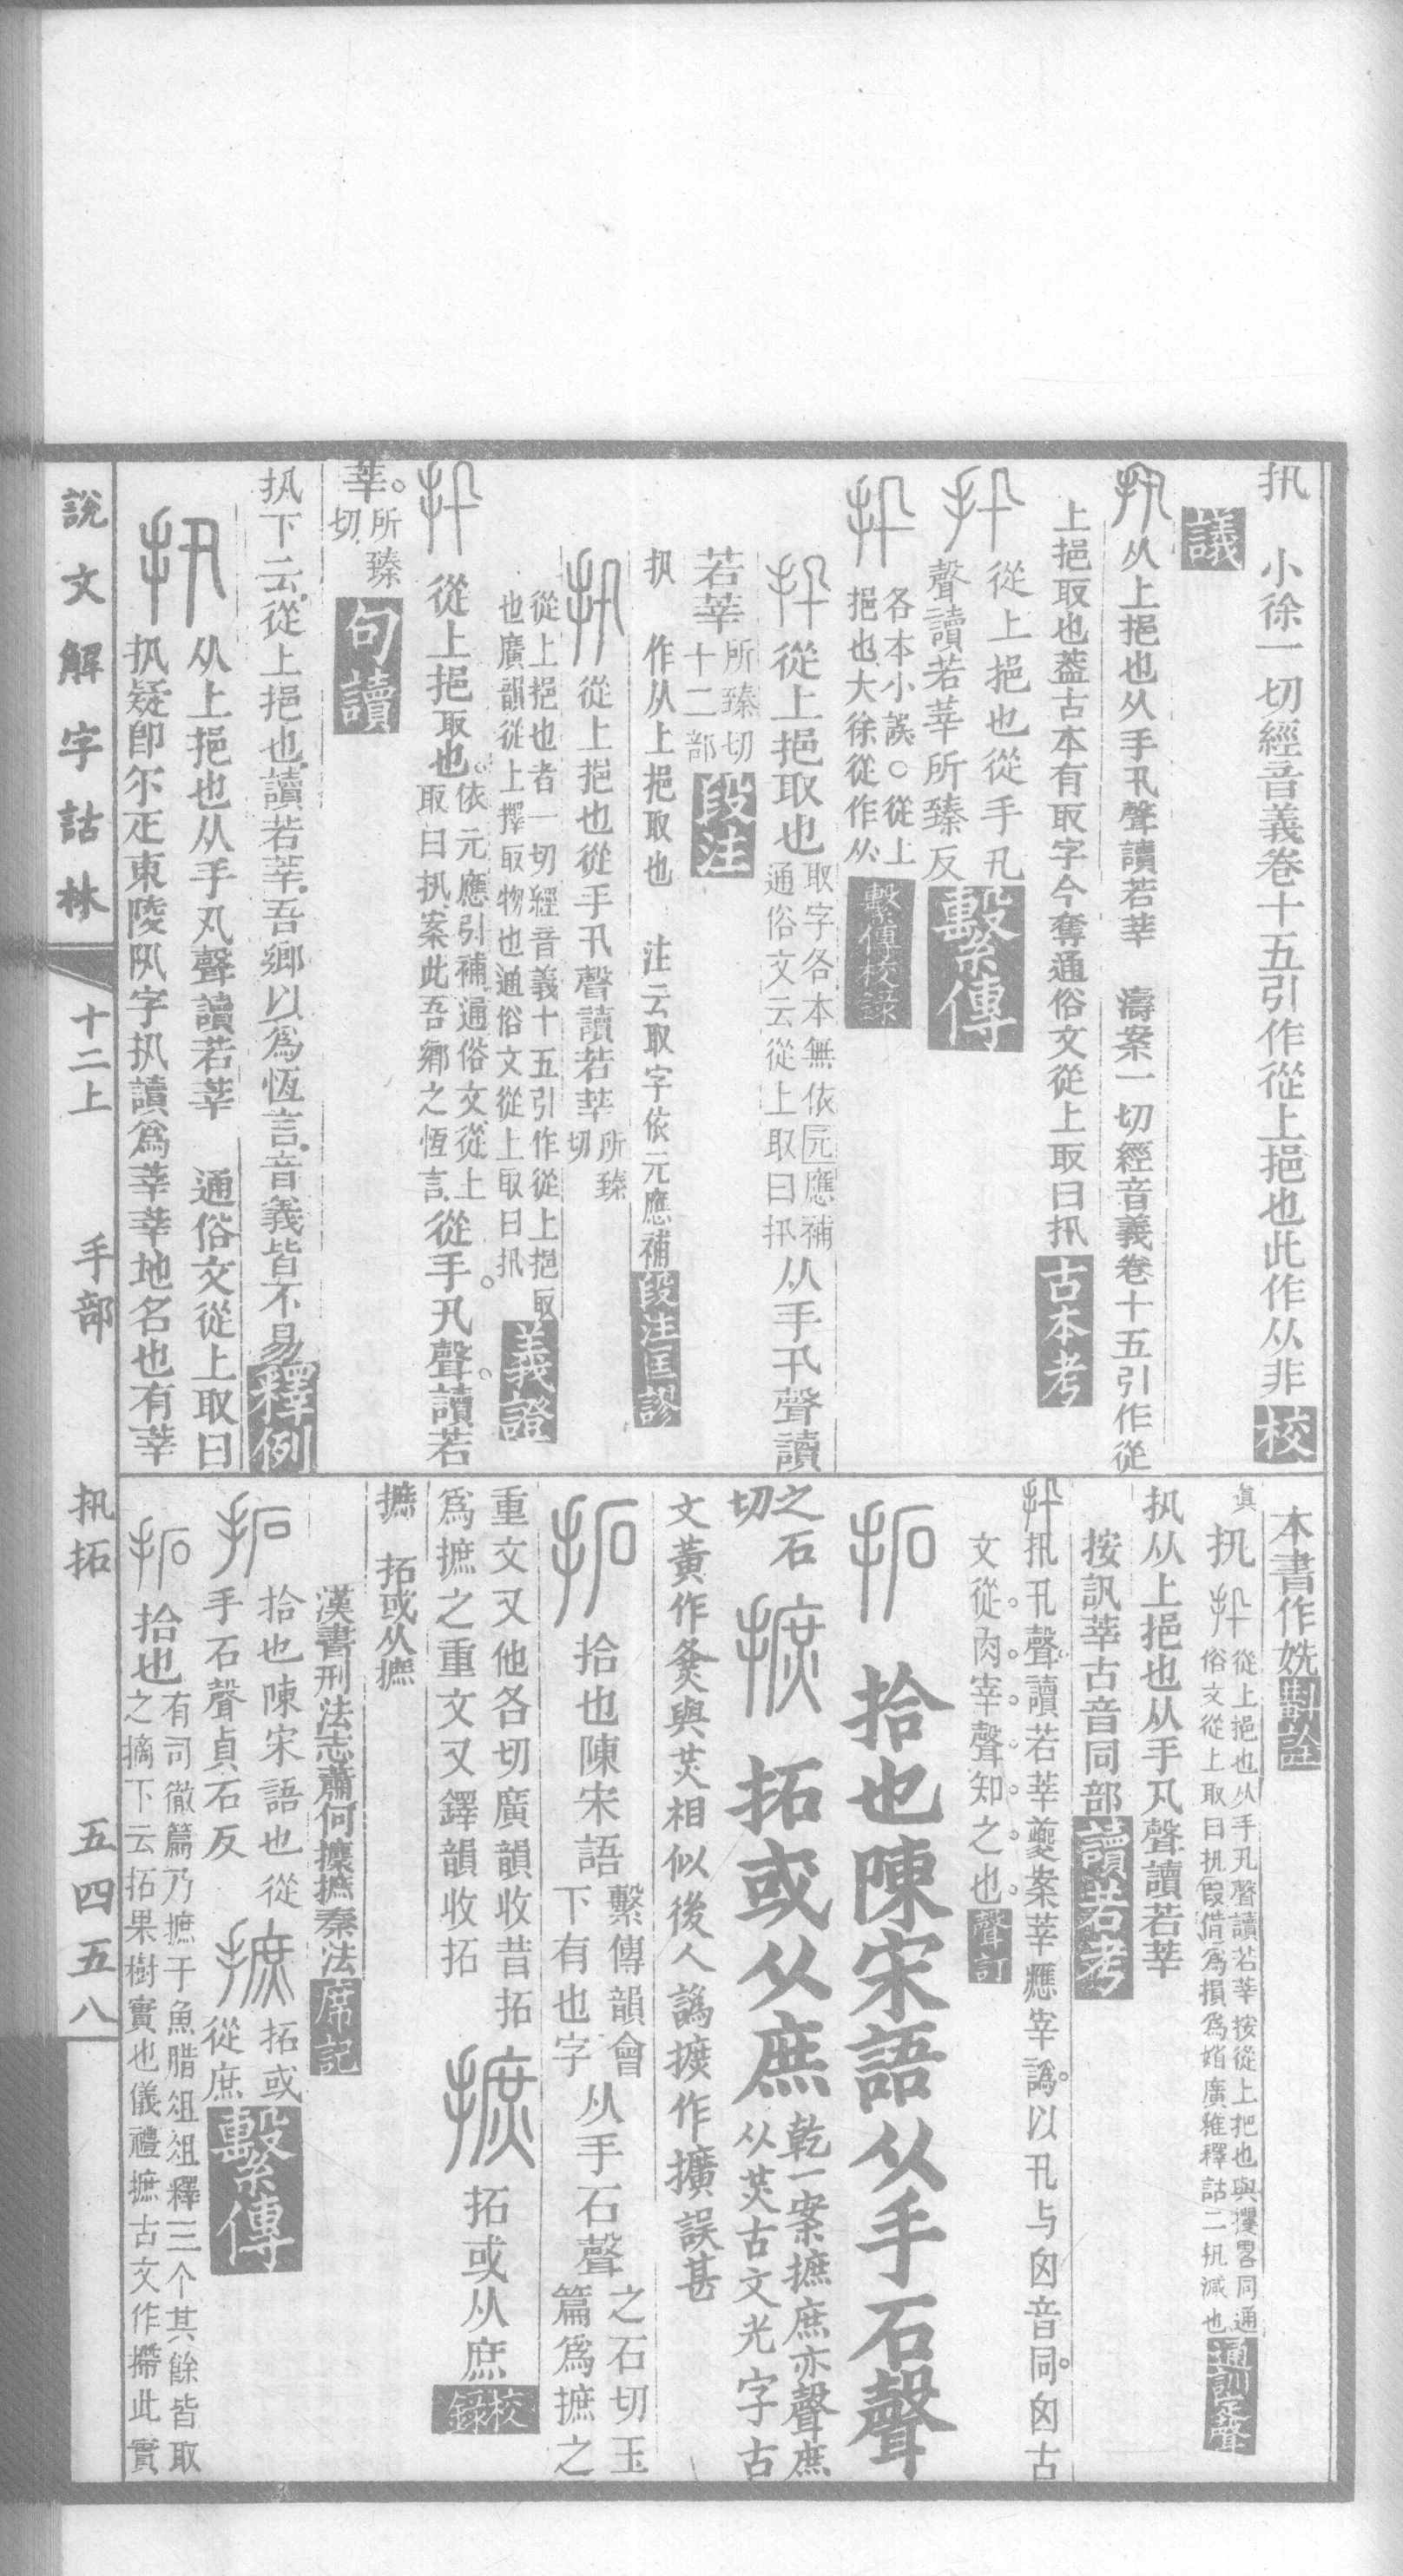 扟　小徐一切經音義卷十五引作從上挹也此作从非校
議
扟从上挹也从手卂聲讀若莘　濤案一切經音義卷十五引作從
上挹取也葢古本有取字今奪通俗文從上取曰扟古本考
扟從上挹也從手卂
聲讀若莘所臻反繫傳
扟各本小誤○從上
挹也大徐從作从繫傳校錄
扟從上挹取也取字各本無依元應補
通俗文云從上取曰扟从手卂聲讀
若莘所臻切
十二部段注
扟　作从上挹取也　注云取字依元應補段注匡謬
扟從上挹也從手卂聲讀若莘所臻
切
從上挹也者一切經音義十五引作從上挹取
也廣韻從上擇取物也通俗文從上取曰扟義證
扟從上挹取也。依元應引補通俗文從上
取曰扟案此吾鄉之恆言從手。卂聲。讀若
莘。所臻
切句讀
扟下云從上挹也讀若莘吾鄉以爲恆言音義皆不易釋例
扟从上挹也从手卂聲讀若莘　通俗文從上取曰
扟疑卽尒疋東陵阠字扟讀爲莘莘地名也有莘
本書作姺斠詮
眞扟扟從上挹也从手卂聲讀若莘按從上把也與攫略同通
俗文從上取曰扟假借爲損爲㛐廣雅釋詁二扟減也通訓定聲
扟从上挹也从手卂聲讀若莘
按訊莘古音同部讀若考
扟扟卂聲。讀若莘夔案莘應宰譌。以卂与囟音同。囟古
文從。肉。宰。聲。知。之。也。聲訂
拓拾也陳宋語从手石聲
之石
切摭拓或从庶乾一案摭庶亦聲庶
从炗古文光字古
文黃作灮與炗相似後人譌㨯作擴誤甚
拓拾也陳宋語繫傳韻會
下有也字从手石聲之石切玉
篇爲摭之
重文又他各切廣韻收昔拓
爲摭之重文又鐸韻收拓摭拓或从庶校
錄
摭　拓或从摭
漢書刑法志蕭何攗摭秦法席記
拓拾也陳宋語也從
手石聲貞石反摭拓或
從庶繫傳
拓拾也有司徹篇乃摭于魚腊俎俎釋三个其餘皆取
之摘下云拓果樹實也儀禮摭古文作摕此實
說文解字詁林　十二上　手部　扟拓　五四五八